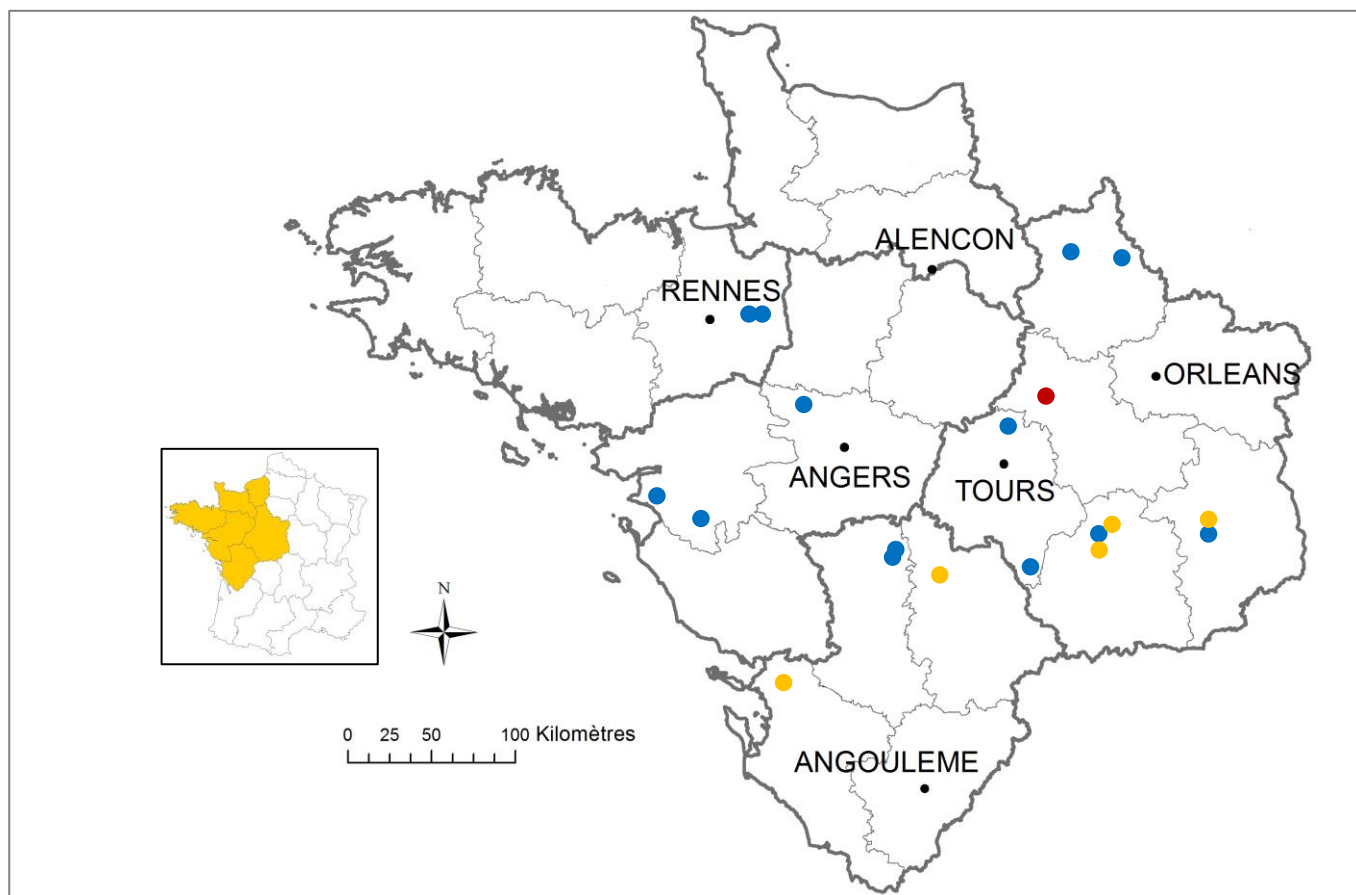 ALENCON
RENNES
ORLEANS
ANGERS
TOURS
N
0 25 50 100 Kilomètres
ANGOULEME